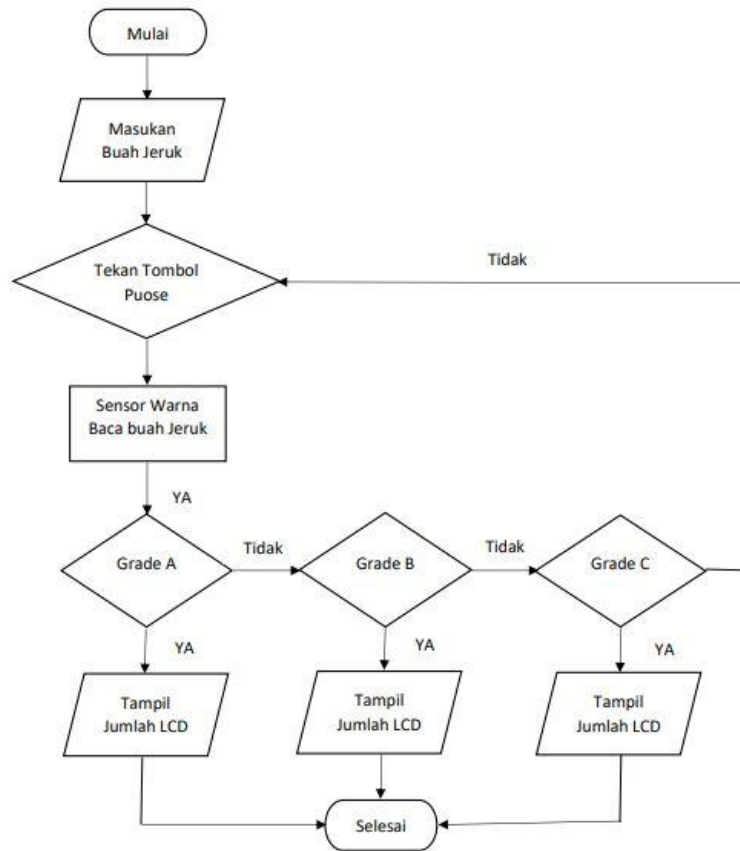 Mulai
Masukan
Buah Jeruk
Tekan Tombol
Puose
Tidak
Sensor Warna
Baca buah Jeruk
YA
Grade A
Tidak
Grade B
Tidak
Grade C
YA
YA
YA
Tampil
Jumlah LCD
Tampil
Jumlah LCD
Tampil
Jumlah LCD
Selesai